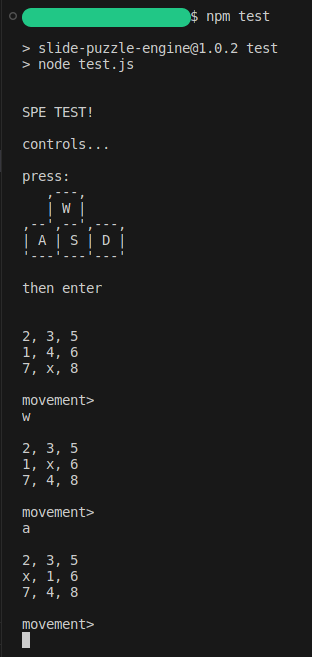 $ npm test
> slide-puzzle-engine@1.0.2 test
> node test.js
SPE TEST!
controls...
press:
   ,---,
   | W |
,--',--',---,
| A | S | D |
'---'---'---'
then enter
2, 3, 5
1, 4, 6
7, x, 8
movement>
w
2, 3, 5
1, x, 6
7, 4, 8
movement>
a
2, 3, 5
x, 1, 6
7, 4, 8
movement>